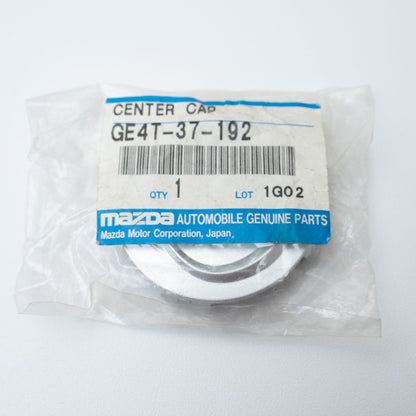 CENTER CAP
GE4T-37-192
QTY 1 LOT 1G02
mazda AUTOMOBILE GENUINE PARTS
Mazda Motor Corporation, Japan